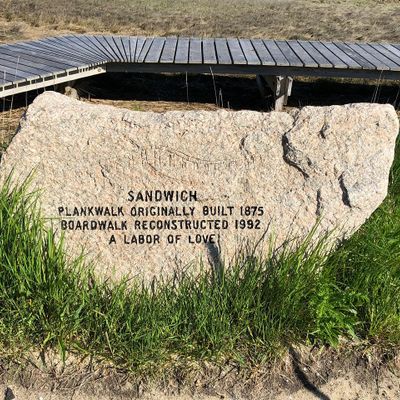 SANDWICH
PLANKWALK ORIGINALLY BUILT 1875
BOARDWALK RECONSTRUCTED 1992
A LABOR OF LOVE